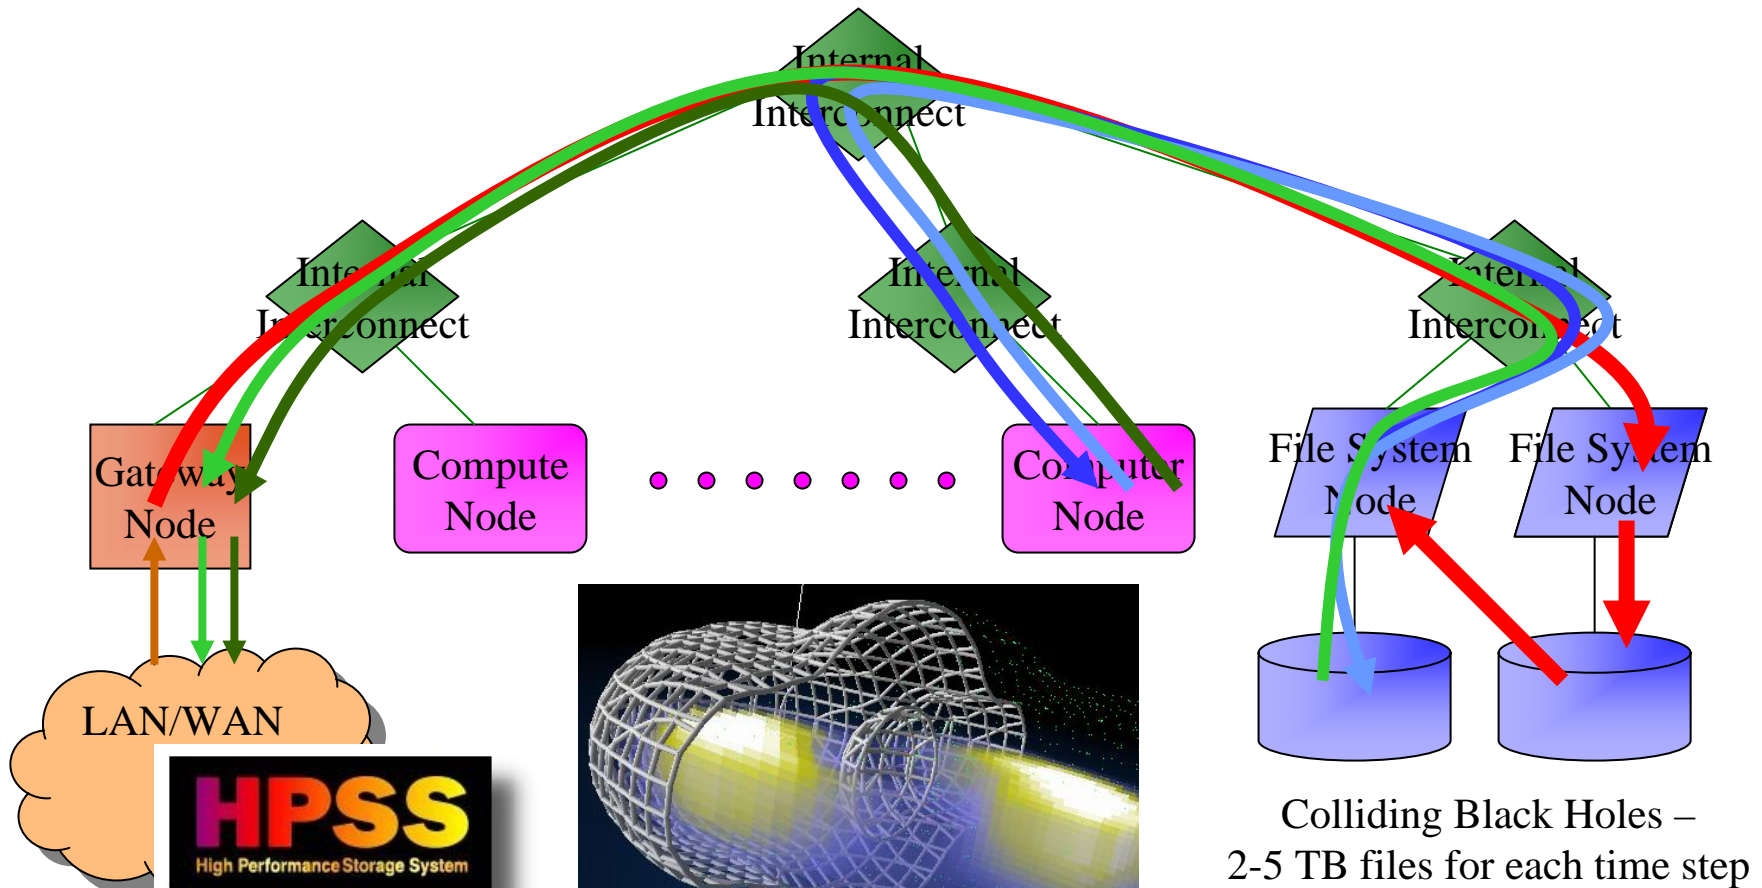 Internal
Interconnect
Internal
Interconnect
Internal
Interconnect
Internal
Interconnect
Gateway
Node
Compute
Node
Computer
Node
File System
Node
File System
Node
LAN/WAN
HPSS
High Performance Storage System
Colliding Black Holes –
2-5 TB files for each time step